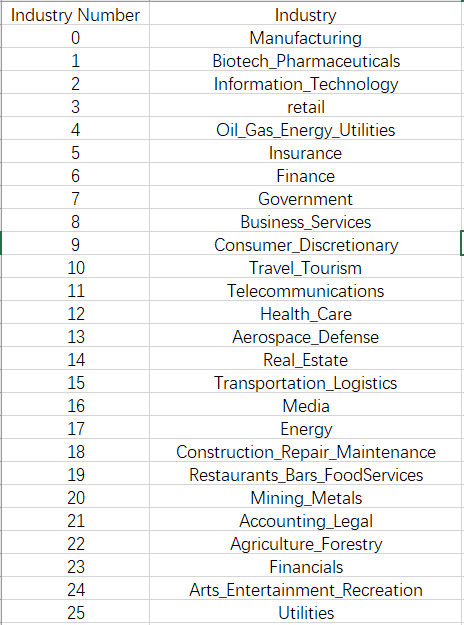 Industry Number Industry
0 Manufacturing
1 Biotech_Pharmaceuticals
2 Information_Technology
3 retail
4 Oil_Gas_Energy_Utilities
5 Insurance
6 Finance
7 Government
8 Business_Services
9 Consumer_Discretionary
10 Travel_Tourism
11 Telecommunications
12 Health_Care
13 Aerospace_Defense
14 Real_Estate
15 Transportation_Logistics
16 Media
17 Energy
18 Construction_Repair_Maintenance
19 Restaurants_Bars_FoodServices
20 Mining_Metals
21 Accounting_Legal
22 Agriculture_Forestry
23 Financials
24 Arts_Entertainment_Recreation
25 Utilities